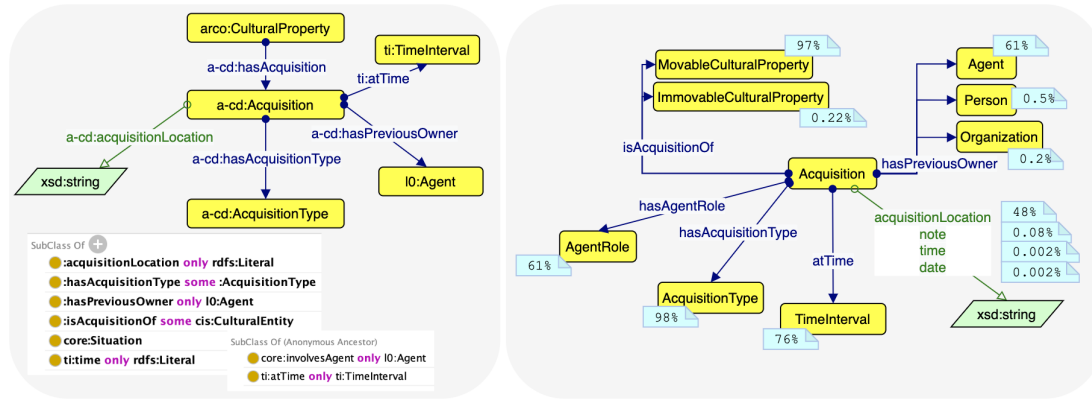 arco:CulturalProperty
a-cd:hasAcquisition
ti:TimeInterval
ti:atTime
a-cd:Acquisition
a-cd:hasPreviousOwner
a-cd:acquisitionLocation
a-cd:hasAcquisitionType
xsd:string
l0:Agent
a-cd:AcquisitionType
SubClass Of
:acquisitionLocation only rdfs:Literal
:hasAcquisitionType some :AcquisitionType
:hasPreviousOwner only l0:Agent
:isAcquisitionOf some cis:CulturalEntity
core:Situation
ti:time only rdfs:Literal
SubClass Of (Anonymous Ancestor)
core:involvesAgent only l0:Agent
ti:atTime only ti:TimeInterval
97%
MovableCulturalProperty
ImmovableCulturalProperty
0.22%
isAcquisitionOf
61%
Agent
Person
0.5%
Organization
0.2%
hasPreviousOwner
Acquisition
hasAgentRole
hasAcquisitionType
AgentRole
61%
atTime
acquisitionLocation
note
time
date
48%
0.08%
0.002%
0.002%
AcquisitionType
98%
TimeInterval
76%
xsd:string